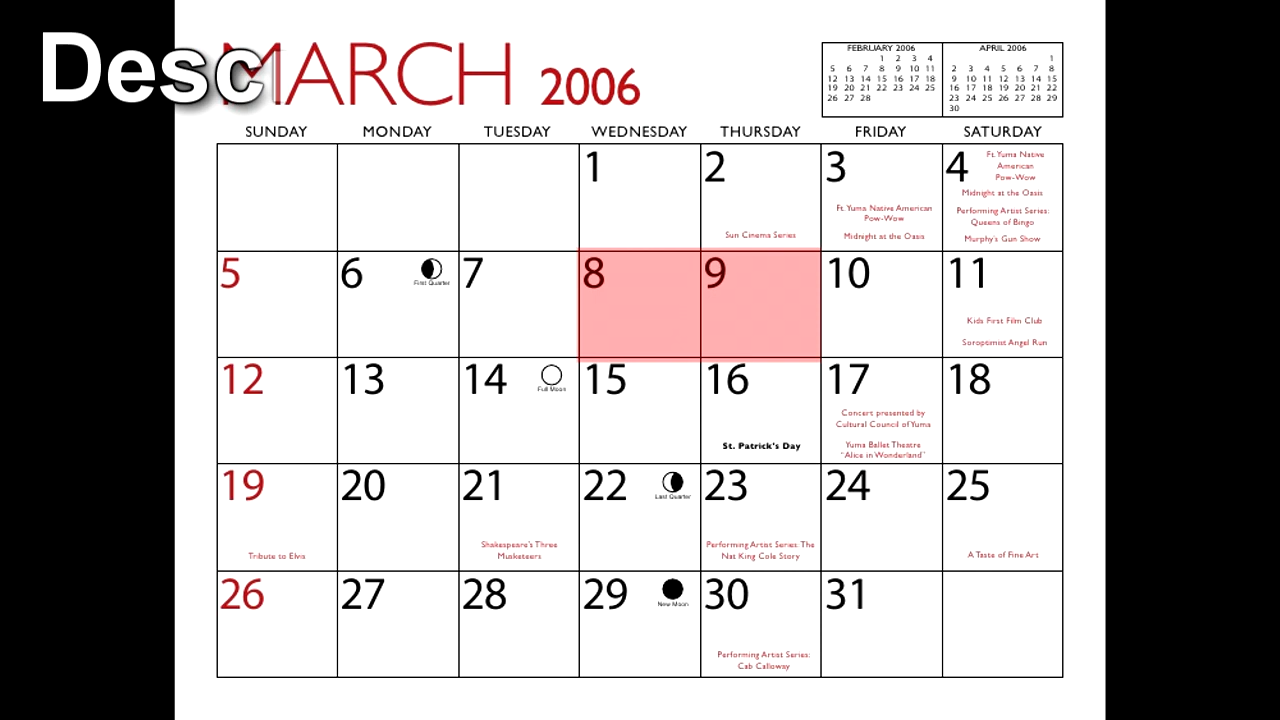 Desc
MARCH 2006
FEBRUARY 2006
1 2 3 4
5 6 7 8 9 10 11
12 13 14 15 16 17 18
19 20 21 22 23 24 25
26 27 28
APRIL 2006
1
2 3 4 5 6 7 8
9 10 11 12 13 14 15
16 17 18 19 20 21 22
23 24 25 26 27 28 29
30
SUNDAY MONDAY TUESDAY WEDNESDAY THURSDAY FRIDAY SATURDAY
1
2
Sun Cinema Series
3
Ft. Yuma Native American
Pow-Wow
Midnight at the Oasis
4
Ft. Yuma Native
American
Pow-Wow
Midnight at the Oasis
Performing Artist Series:
Queens of Bingo
Murphy's Gun Show
5
6
First Quarter
7
8
9
10
11
Kids First Film Club
Soroptimist Angel Run
12
13
14
Full Moon
15
16
St. Patrick's Day
17
Concert presented by
Cultural Council of Yuma
Yuma Ballet Theatre
"Alice in Wonderland"
18
19
Tribute to Elvis
20
21
Shakespeare's Three
Musketeers
22
Last Quarter
23
Performing Artist Series: The
Nat King Cole Story
24
25
A Taste of Fine Art
26
27
28
29
New Moon
30
Performing Artist Series:
Cab Calloway
31